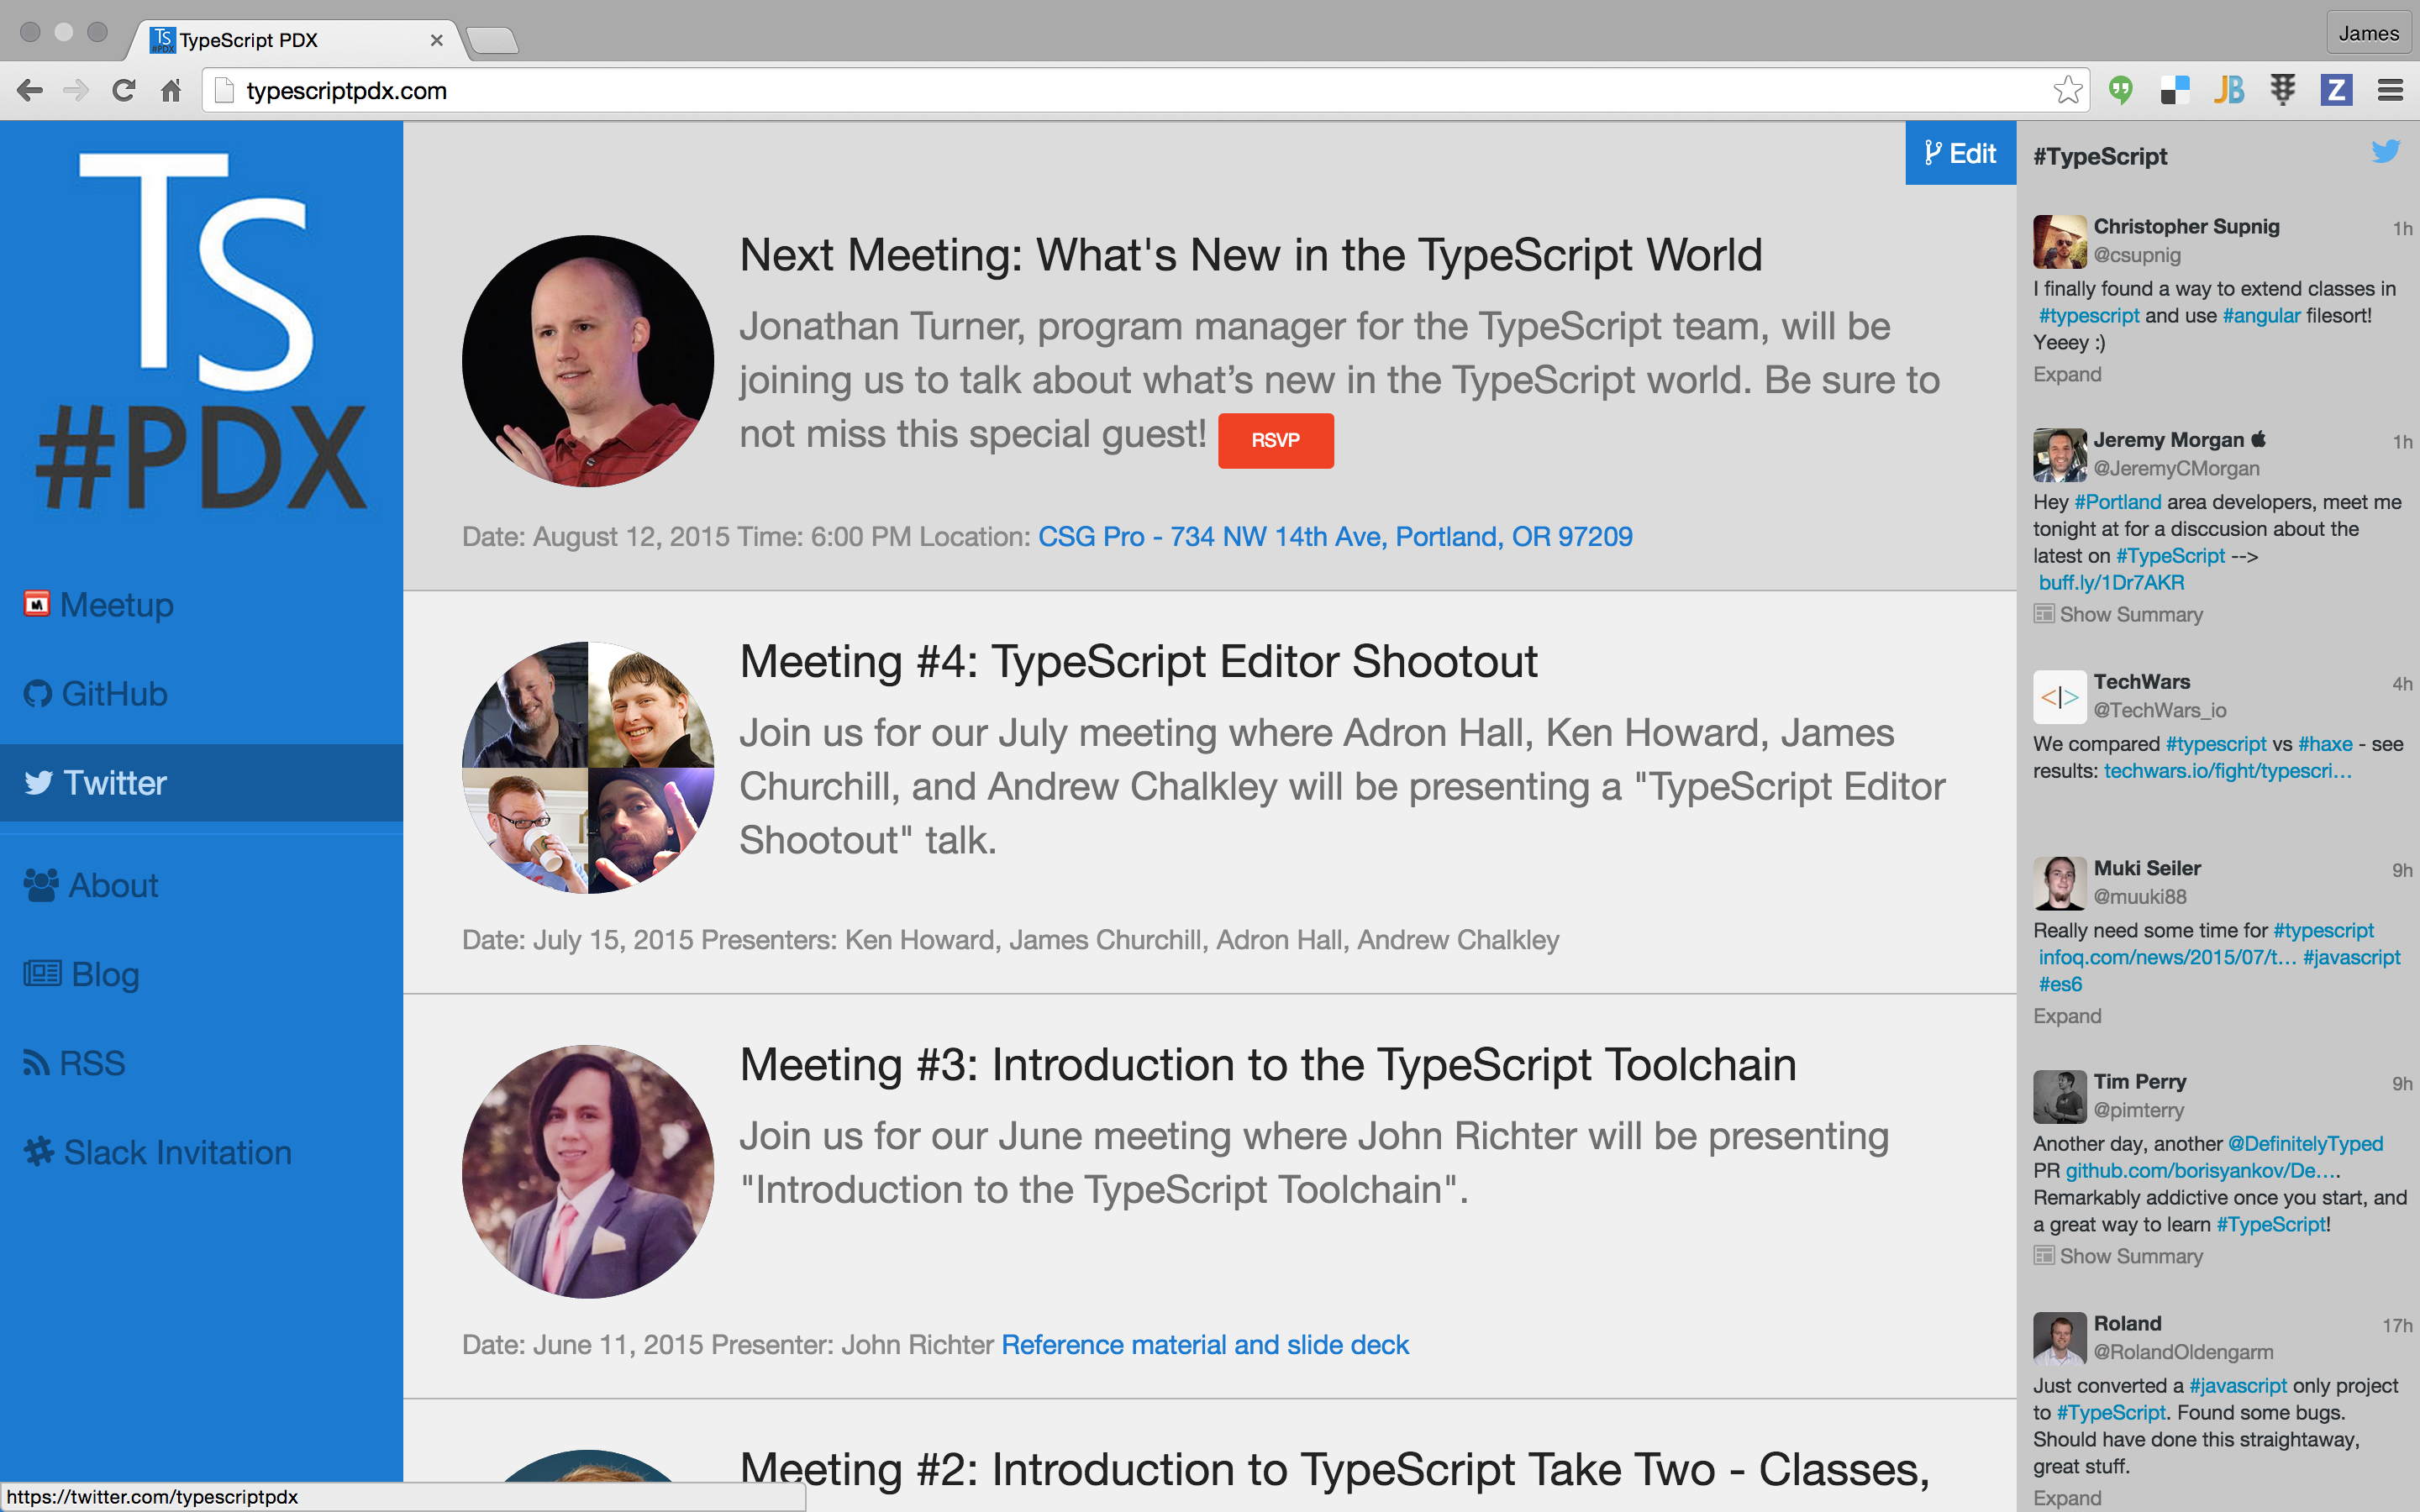 TS
#PDX
TypeScript PDX
James
typescriptpdx.com
JB
Z
TS
#PDX
Meetup
GitHub
Twitter
About
Blog
RSS
Slack Invitation
https://twitter.com/typescriptpdx
Edit
Next Meeting: What's New in the TypeScript World
Jonathan Turner, program manager for the TypeScript team, will be
joining us to talk about what’s new in the TypeScript world. Be sure to
not miss this special guest! RSVP
Date: August 12, 2015 Time: 6:00 PM Location: CSG Pro - 734 NW 14th Ave, Portland, OR 97209
Meeting #4: TypeScript Editor Shootout
Join us for our July meeting where Adron Hall, Ken Howard, James
Churchill, and Andrew Chalkley will be presenting a "TypeScript Editor
Shootout" talk.
Date: July 15, 2015 Presenters: Ken Howard, James Churchill, Adron Hall, Andrew Chalkley
Meeting #3: Introduction to the TypeScript Toolchain
Join us for our June meeting where John Richter will be presenting
"Introduction to the TypeScript Toolchain".
Date: June 11, 2015 Presenter: John Richter Reference material and slide deck
Meeting #2: Introduction to TypeScript Take Two - Classes,
#TypeScript
Christopher Supnig 1h
@csupnig
I finally found a way to extend classes in
#typescript and use #angular filesort!
Yeeey :)
Expand
Jeremy Morgan 1h
@JeremyCMorgan
Hey #Portland area developers, meet me
tonight at for a disccusion about the
latest on #TypeScript -->
buff.ly/1Dr7AKR
Show Summary
<|>
TechWars 4h
@TechWars_io
We compared #typescript vs #haxe - see
results: techwars.io/fight/typescri…
Muki Seiler 9h
@muuki88
Really need some time for #typescript
infoq.com/news/2015/07/t… #javascript
#es6
Expand
Tim Perry 9h
@pimterry
Another day, another @DefinitelyTyped
PR github.com/borisyankov/De….
Remarkably addictive once you start, and
a great way to learn #TypeScript!
Show Summary
Roland 17h
@RolandOldengarm
Just converted a #javascript only project
to #TypeScript. Found some bugs.
Should have done this straightaway,
great stuff.
Expand